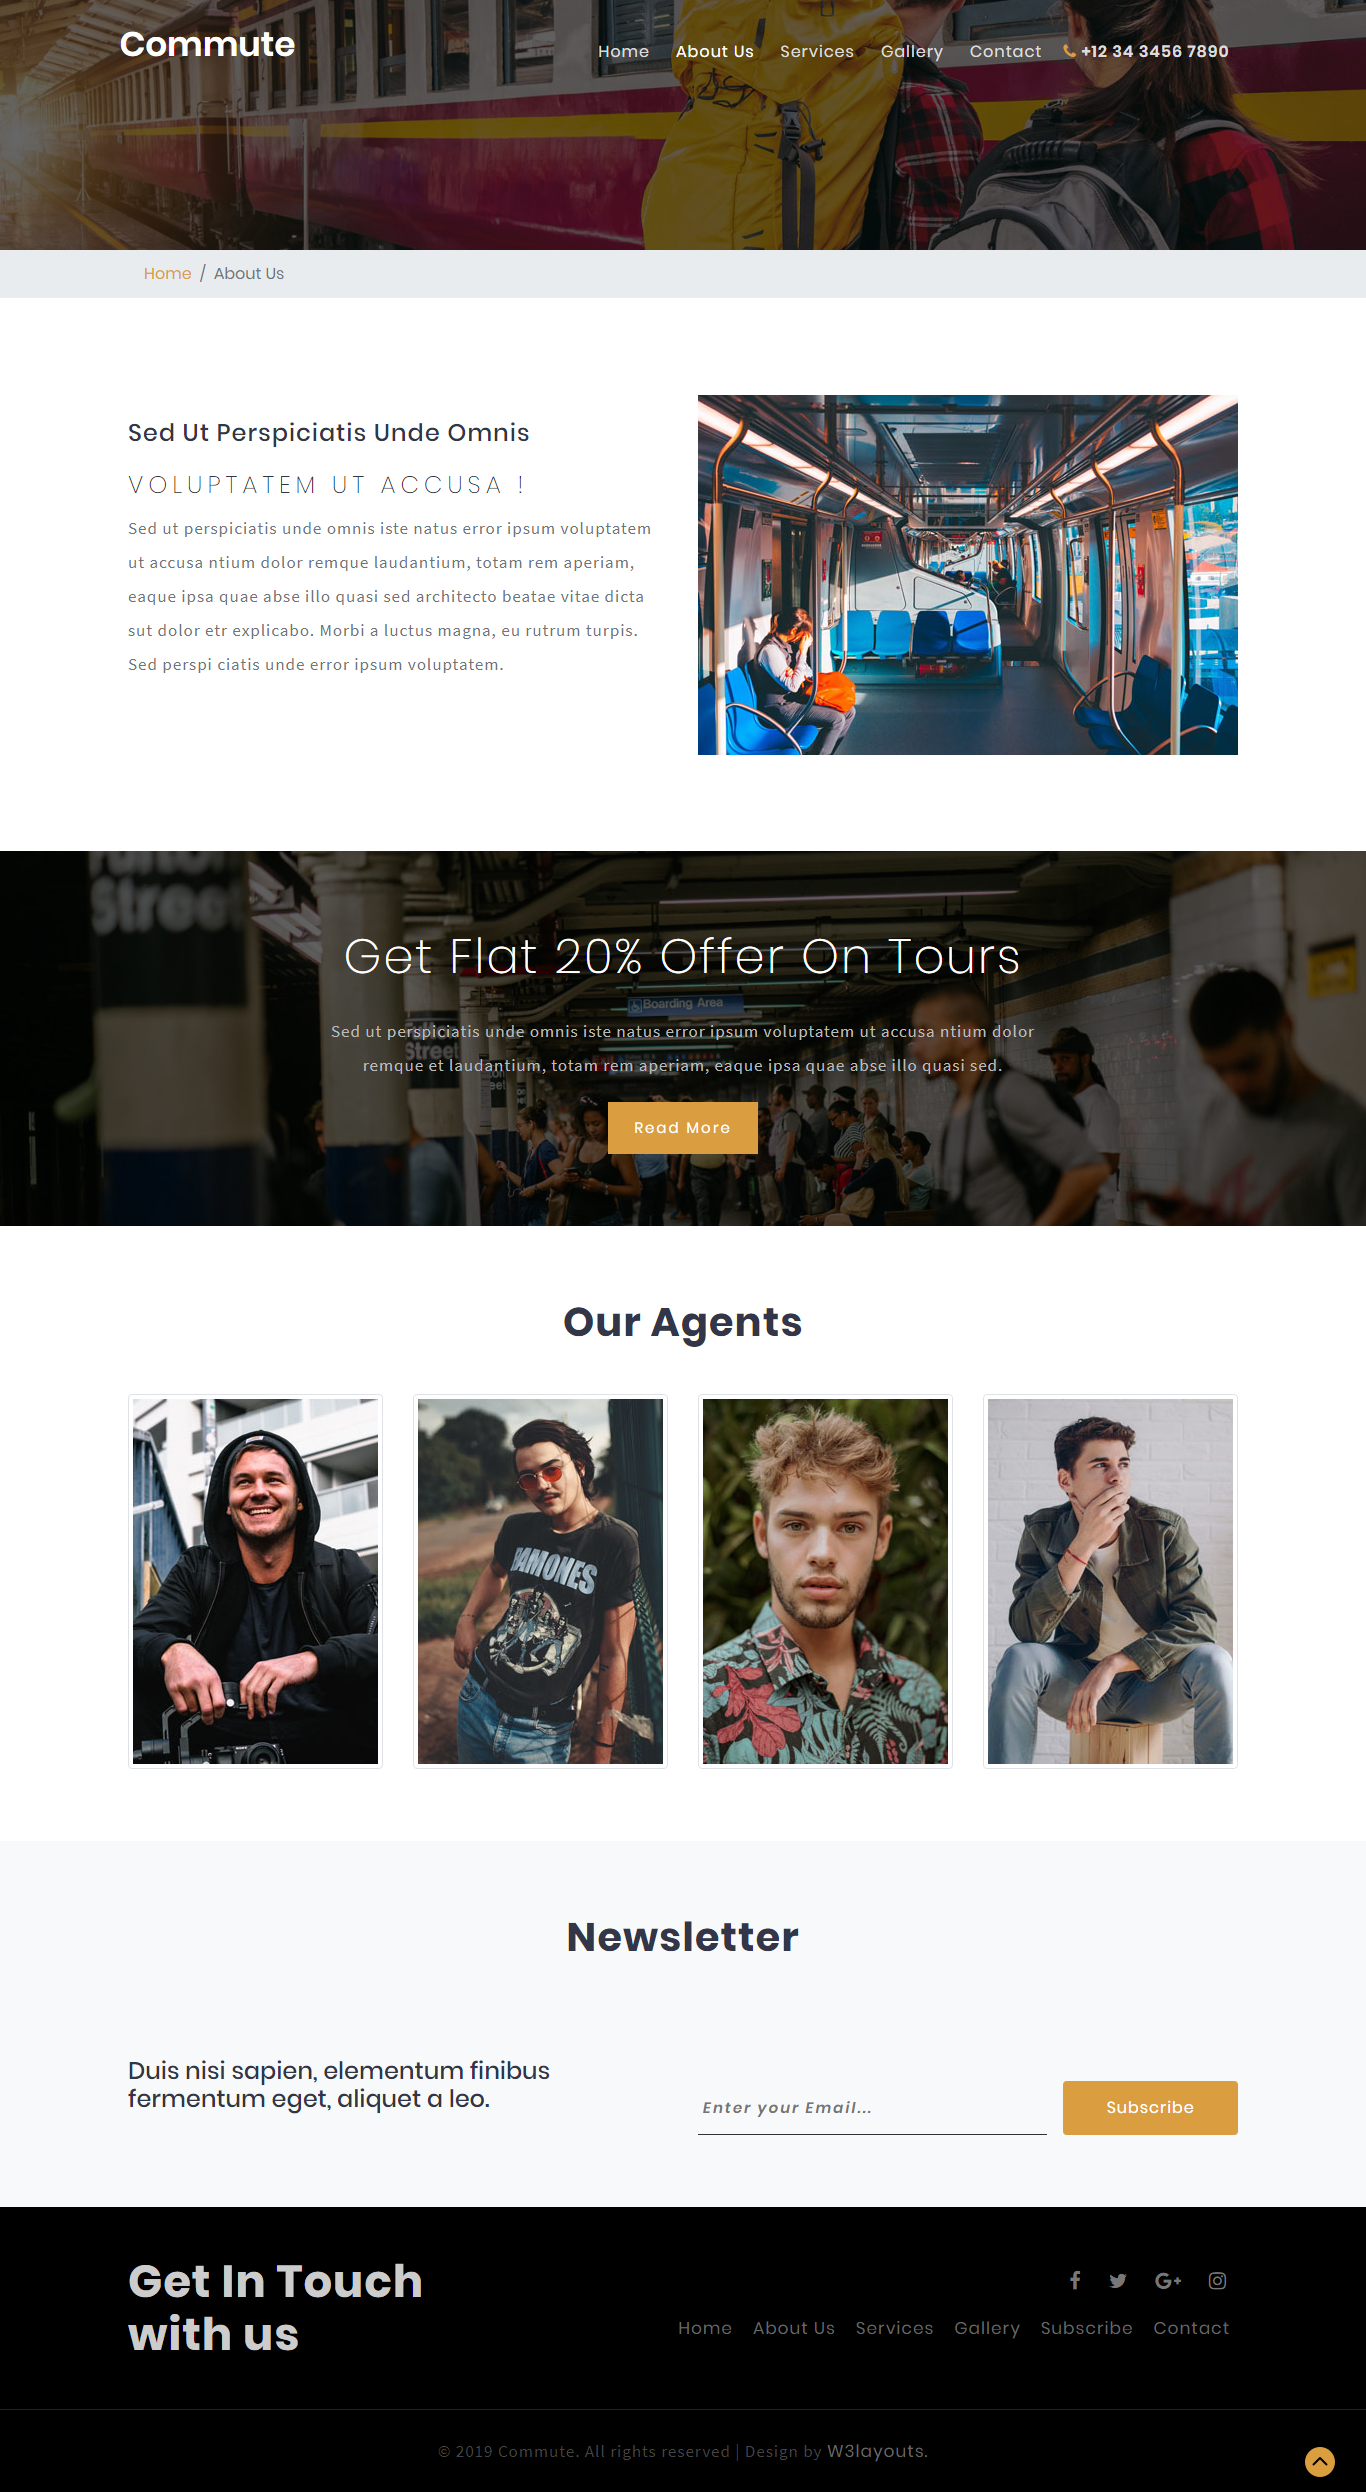 Commute
Home About Us Services Gallery Contact +12 34 3456 7890
Home / About Us
Sed Ut Perspiciatis Unde Omnis
VOLUPTATEM UT ACCUSA !
Sed ut perspiciatis unde omnis iste natus error ipsum voluptatem
ut accusa ntium dolor remque laudantium, totam rem aperiam,
eaque ipsa quae abse illo quasi sed architecto beatae vitae dicta
sut dolor etr explicabo. Morbi a luctus magna, eu rutrum turpis.
Sed perspi ciatis unde error ipsum voluptatem.
Street
Get Flat 20% Offer On Tours
Boarding Area
Sed ut perspiciatis unde omnis iste natus error ipsum voluptatem ut accusa ntium dolor
Street
remque et laudantium, totam rem aperiam, eaque ipsa quae abse illo quasi sed.
Read More
Our Agents
RAMONES
Newsletter
Duis nisi sapien, elementum finibus
fermentum eget, aliquet a leo.
Enter your Email...
Subscribe
Get In Touch
with us
Home About Us Services Gallery Subscribe Contact
© 2019 Commute. All rights reserved | Design by W3layouts.